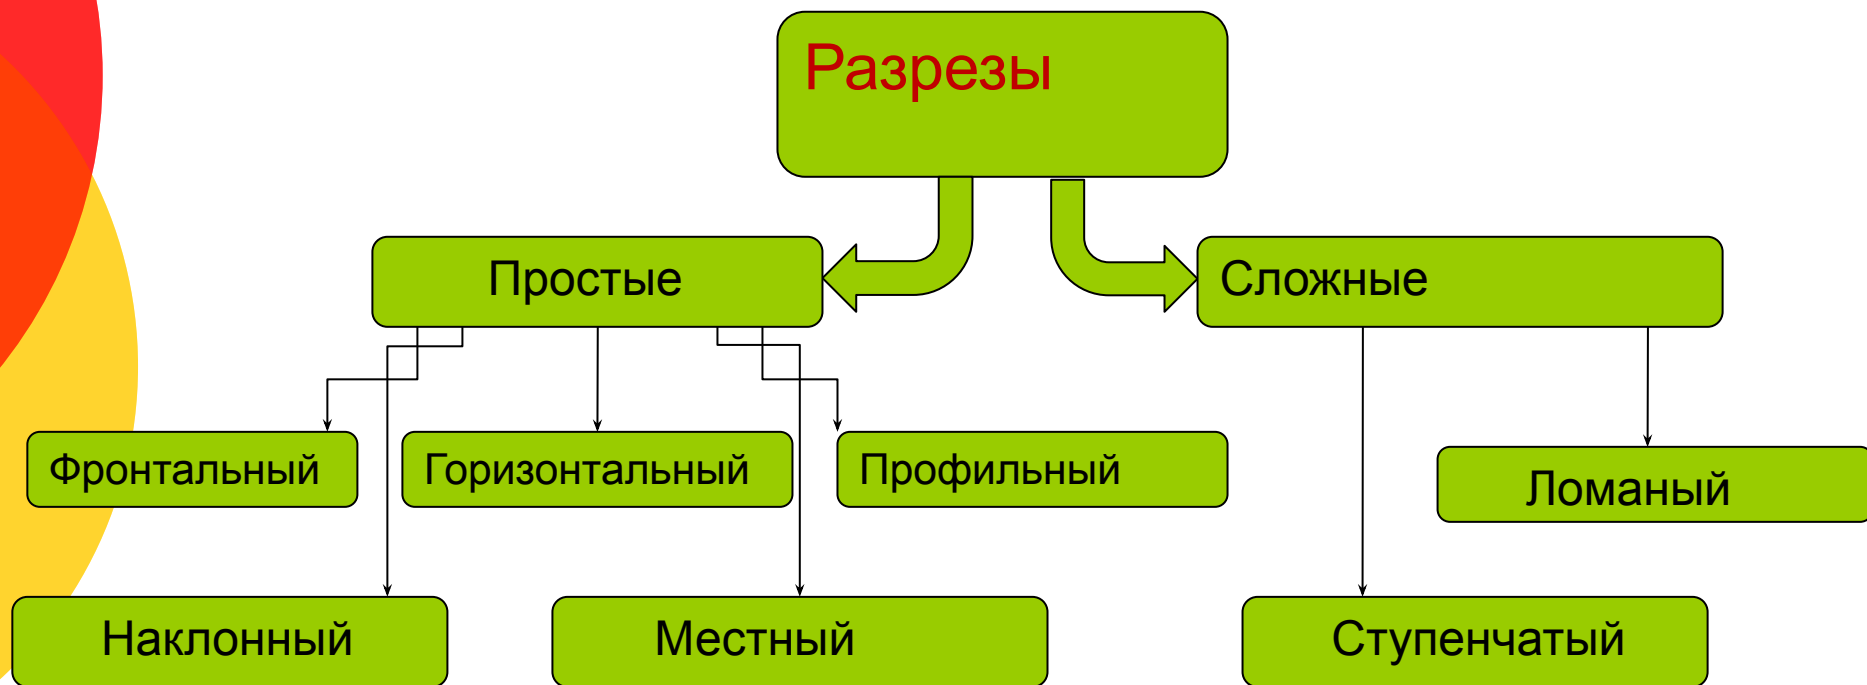 Разрезы
Простые
Сложные
Фронтальный
Горизонтальный
Профильный
Ломаный
Наклонный
Местный
Ступенчатый